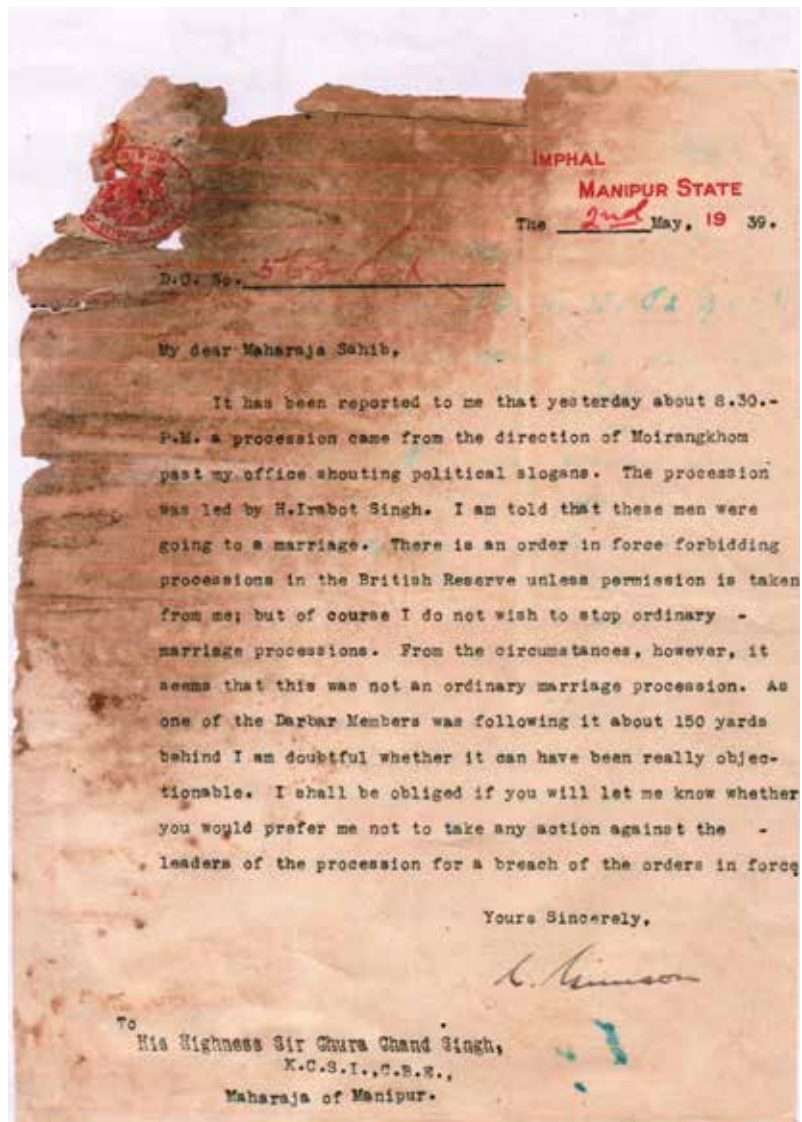 IMPHAL
MANIPUR STATE
The 2nd May, 19 39.
D.O. No.
My dear Maharaja Sahib,
It has been reported to me that yesterday about 8.30.-
P.M. a procession came from the direction of Moirangkhom
past my office shouting political slogans. The procession
was led by H.Irabot Singh. I am told that these men were
going to a marriage. There is an order in force forbidding
processions in the British Reserve unless permission is taken
from me; but of course I do not wish to stop ordinary -
marriage processions. From the circumstances, however, it
seems that this was not an ordinary marriage procession. As
one of the Darbar Members was following it about 150 yards
behind I am doubtful whether it can have been really objec-
tionable. I shall be obliged if you will let me know whether
you would prefer me not to take any action against the -
leaders of the procession for a breach of the orders in force
Yours Sincerely,
C. Gimson
To
His Highness Sir Chura Chand Singh,
K.C.S.I.,C.B.E.,
Maharaja of Manipur.